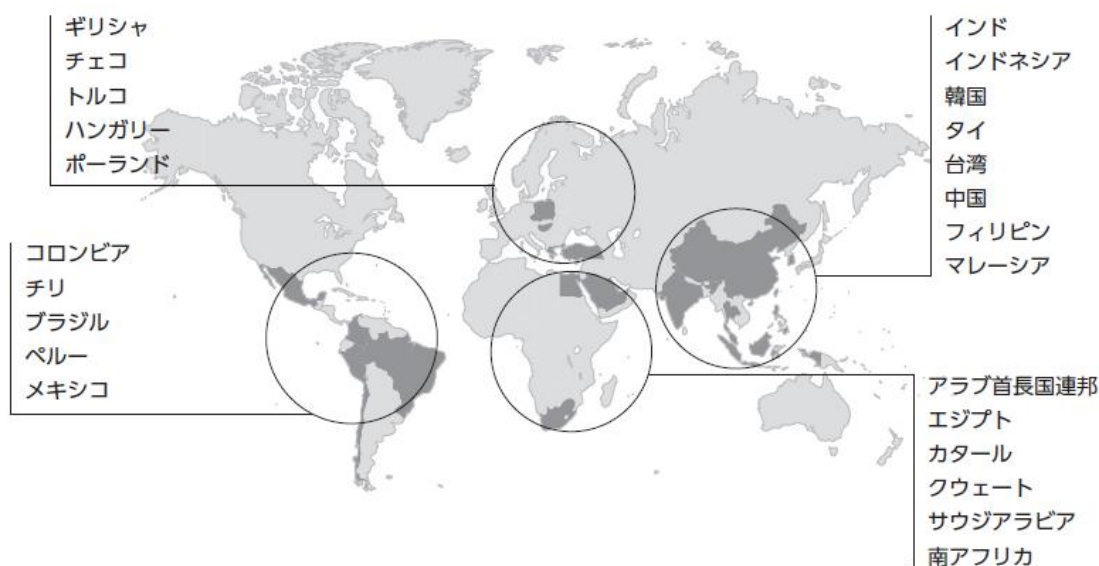 ギリシャ
チェコ
トルコ
ハンガリー
ポーランド
コロンビア
チリ
ブラジル
ペルー
メキシコ
インド
インドネシア
韓国
タイ
台湾
中国
フィリピン
マレーシア
アラブ首長国連邦
エジプト
カタール
クウェート
サウジアラビア
南アフリカ